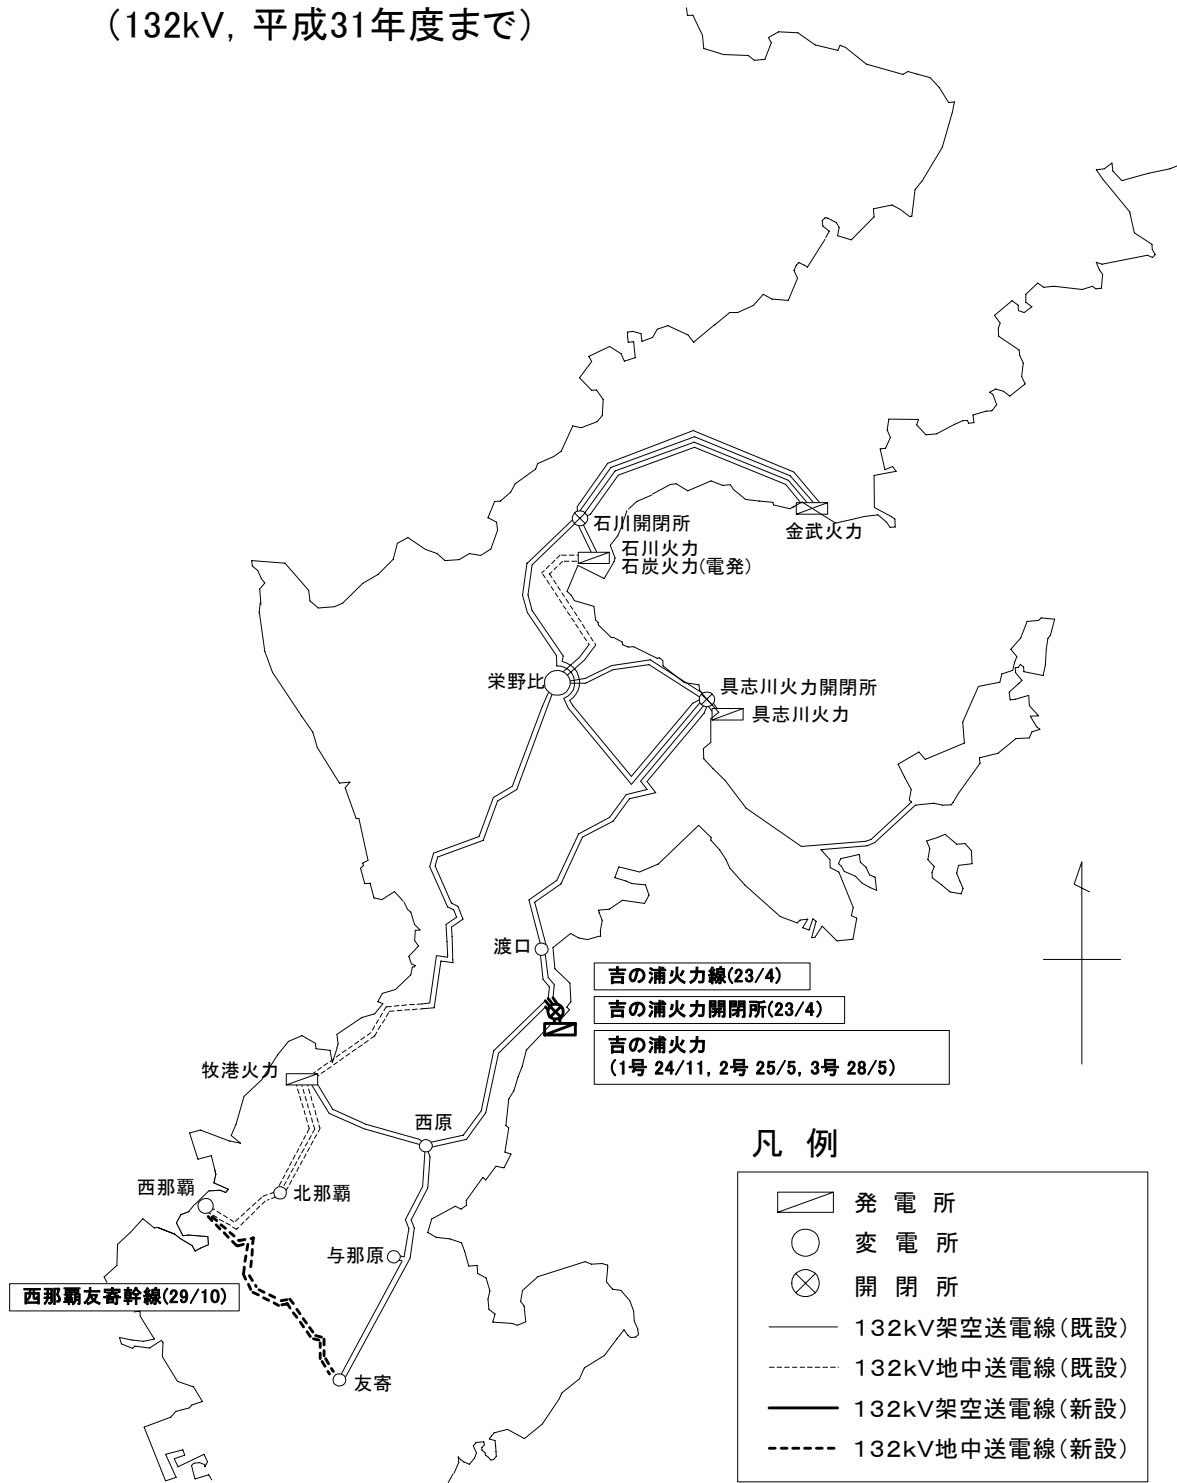 （132kV，平成31年度まで）
石川開閉所
金武火力
石川火力
石炭火力(電発)
栄野比
具志川火力開閉所
具志川火力
渡口
吉の浦火力線(23/4)
吉の浦火力開閉所(23/4)
吉の浦火力
(1号 24/11，2号 25/5，3号 28/5)
牧港火力
西原
西那覇
北那覇
与那原
西那覇友寄幹線(29/10)
友寄
凡 例
発 電 所
変 電 所
開 閉 所
132kV架空送電線（既設）
132kV地中送電線（既設）
132kV架空送電線（新設）
132kV地中送電線（新設）